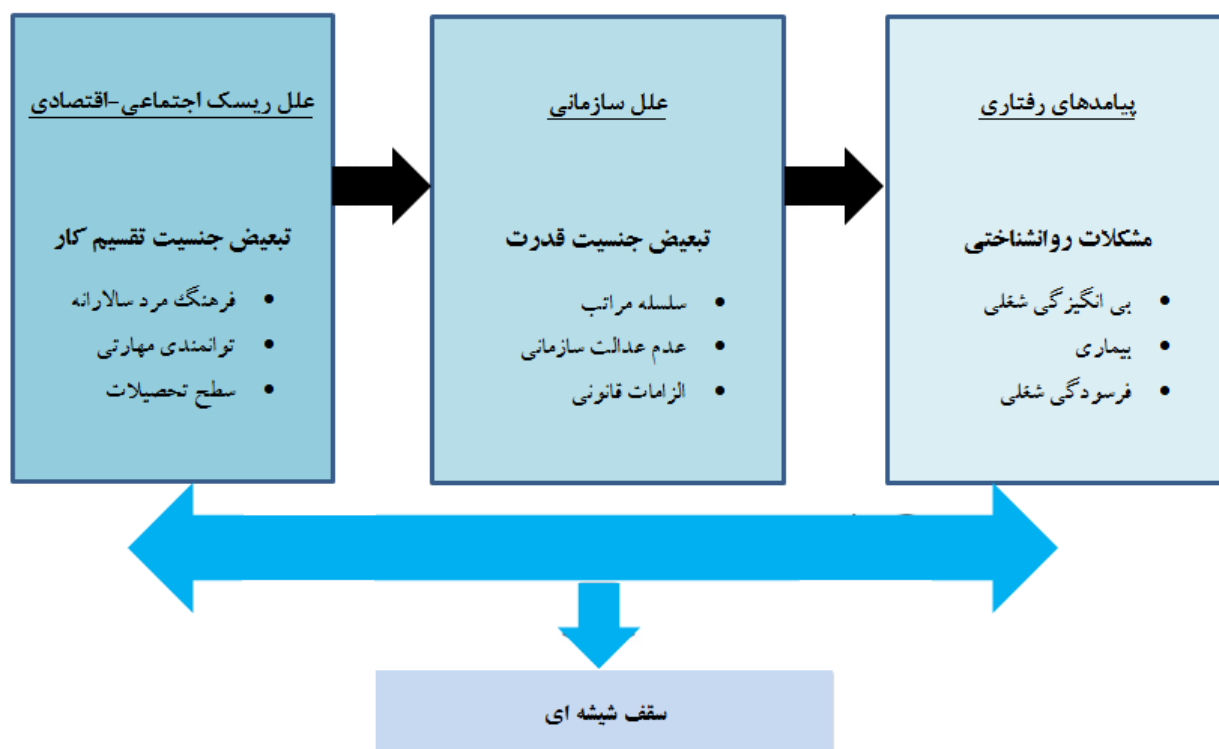 علل ریسک اجتماعی-اقتصادی
تبعیض جنسیت تقسیم کار
• فرهنگ مرد سالارانه
• توانمندی مهارتی
• سطح تحصیلات
علل سازمانی
تبعیض جنسیت قدرت
• سلسله مراتب
• عدم عدالت سازمانی
• الزامات قانونی
پیامدهای رفتاری
مشکلات روانشناختی
• بی انگیزگی شغلی
• بیماری
• فرسودگی شغلی
سقف شیشه ای